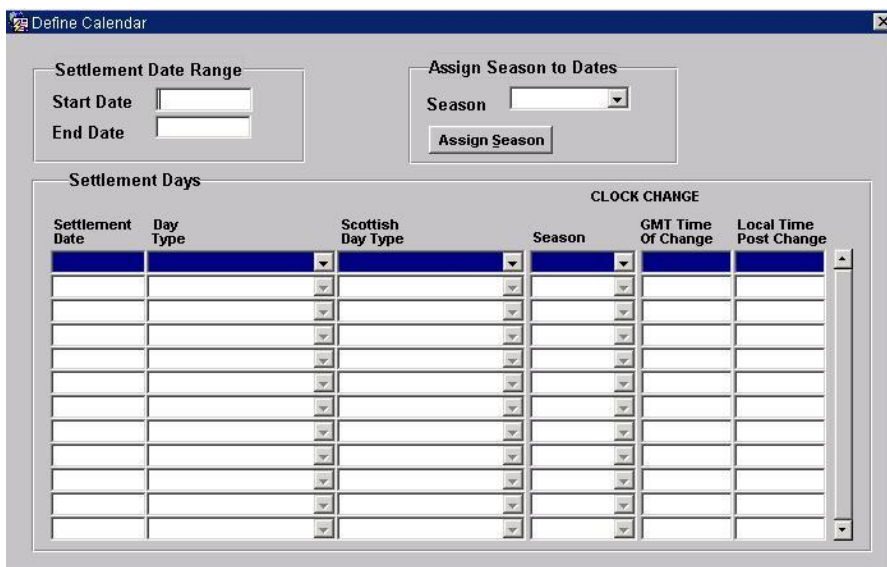 Define Calendar
Settlement Date Range
Start Date
End Date
Assign Season to Dates
Season
Assign Season
Settlement Days
CLOCK CHANGE
Settlement Date
Day Type
Scottish Day Type
Season
GMT Time Of Change
Local Time Post Change